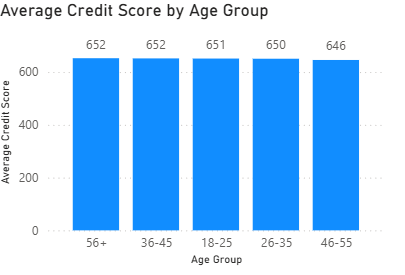 Average Credit Score by Age Group
Average Credit Score
652 652 651 650 646
600
400
200
0
56+ 36-45 18-25 26-35 46-55
Age Group